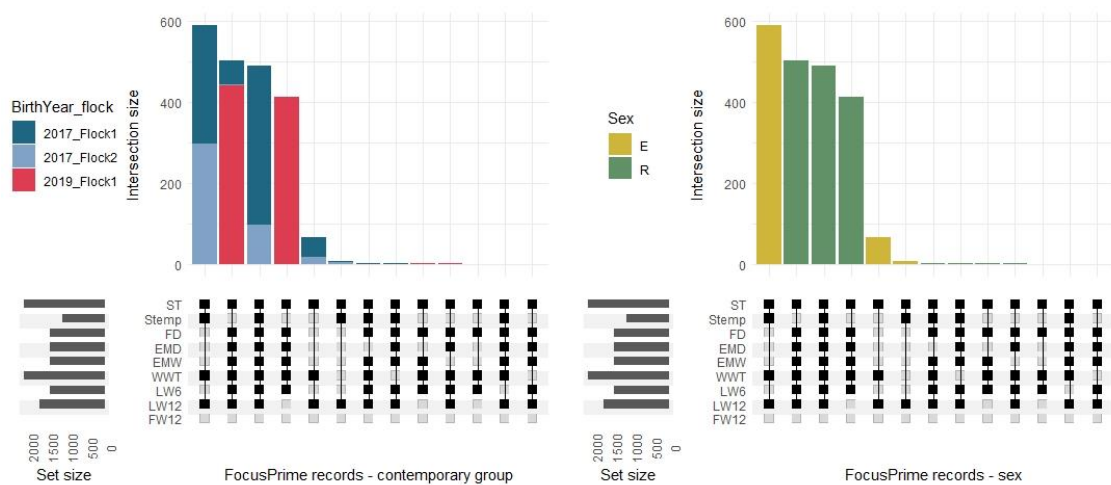 BirthYear_flock
2017_Flock1
2017_Flock2
2019_Flock1
Intersection size
600
400
200
0
ST
Stemp
FD
EMD
EMW
WWT
LW6
LW12
FW12
2000
1500
1000
500
0
Set size
FocusPrime records - contemporary group
Sex
E
R
Intersection size
600
400
200
0
ST
Stemp
FD
EMD
EMW
WWT
LW6
LW12
FW12
2000
1500
1000
500
0
Set size
FocusPrime records - sex